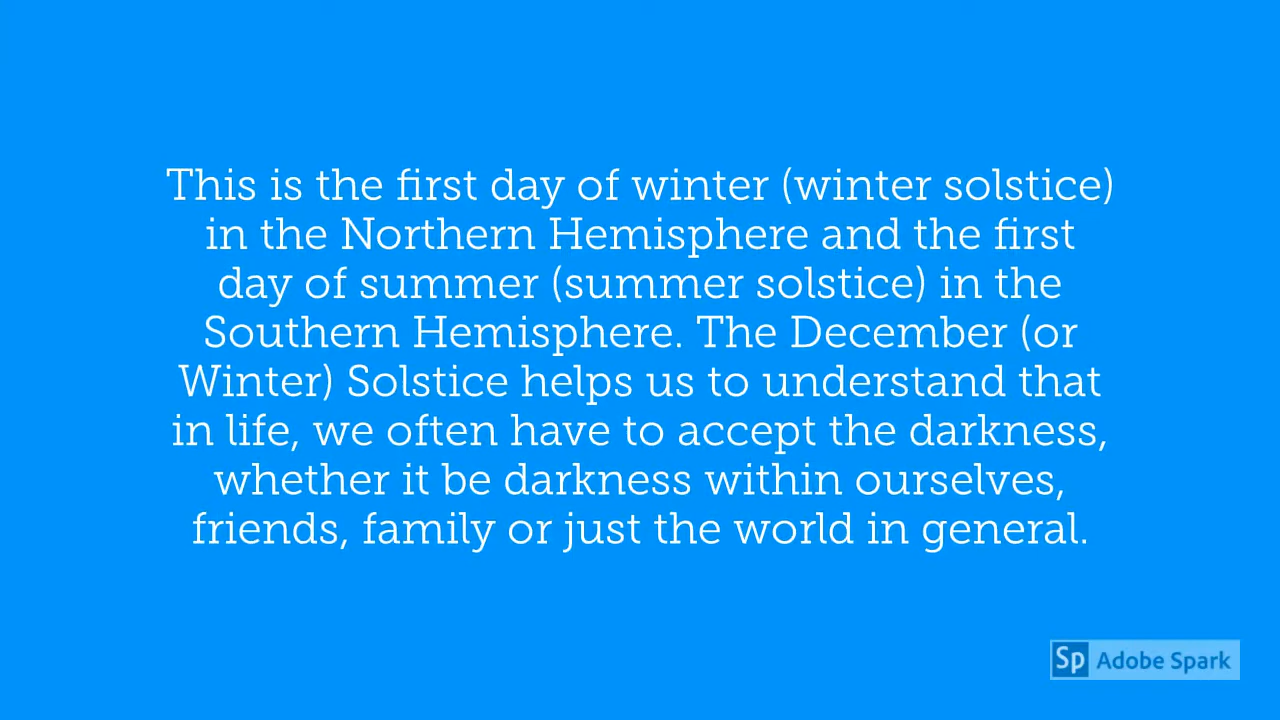 This is the first day of winter (winter solstice)
in the Northern Hemisphere and the first
day of summer (summer solstice) in the
Southern Hemisphere. The December (or
Winter) Solstice helps us to understand that
in life, we often have to accept the darkness,
whether it be darkness within ourselves,
friends, family or just the world in general.
Sp Adobe Spark